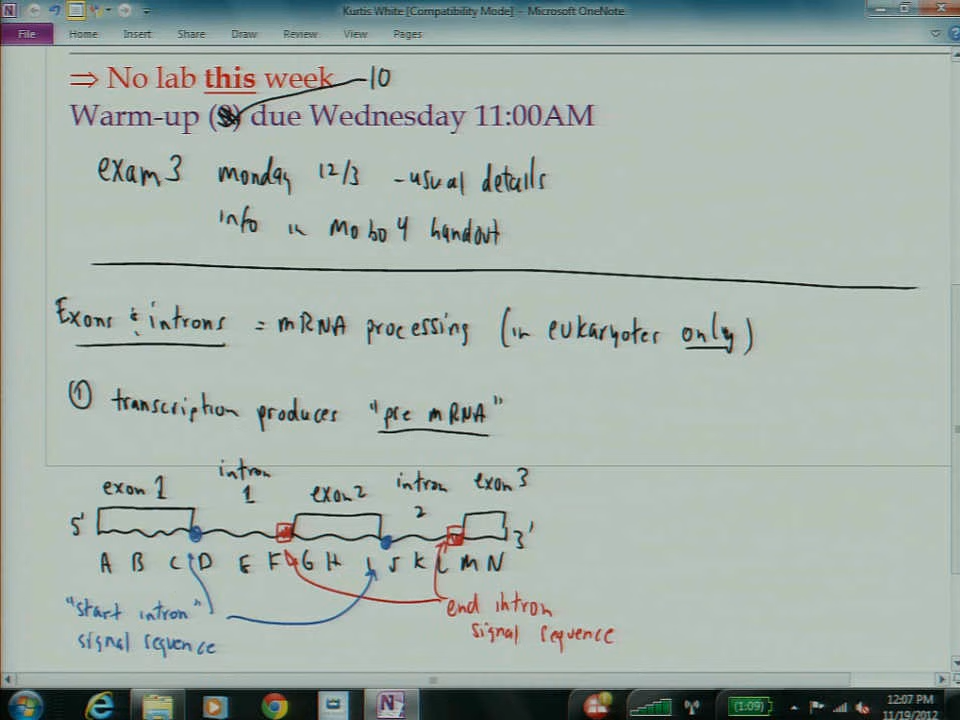 Kurtis White [Compatibility Mode] - Microsoft OneNote
File Home Insert Share Draw Review View Pages
⇒ No lab this week 10
Warm-up ( ) due Wednesday 11:00AM
exam 3 monday 12/3 - usual details
info in Mobo 4 handout
Exons & introns = mRNA processing (in eukaryotes only)
① transcription produces "pre mRNA"
exon 1 intron 1 exon 2 intron 2 exon 3
5' 3'
A B C D E F G H I J K L M N
"start intron" signal sequence
end intron signal sequence
(1:09) 12:07 PM
11/19/2012